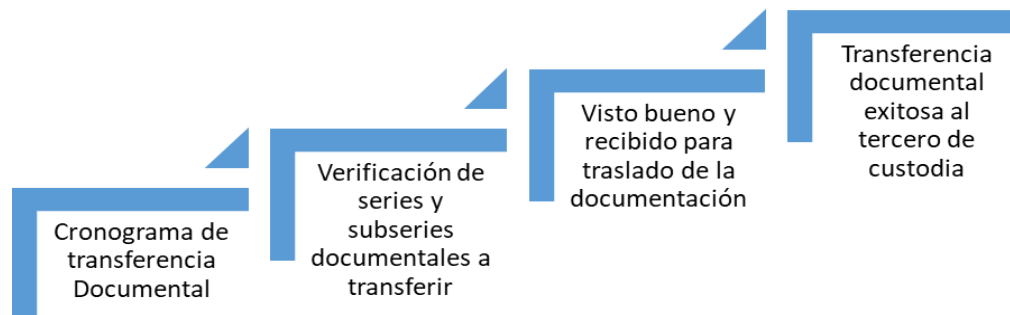 Cronograma de
transferencia
Documental
Verificación de
series y
subseries
documentales a
transferir
Visto bueno y
recibido para
traslado de la
documentación
Transferencia
documental
exitosa al
tercero de
custodia